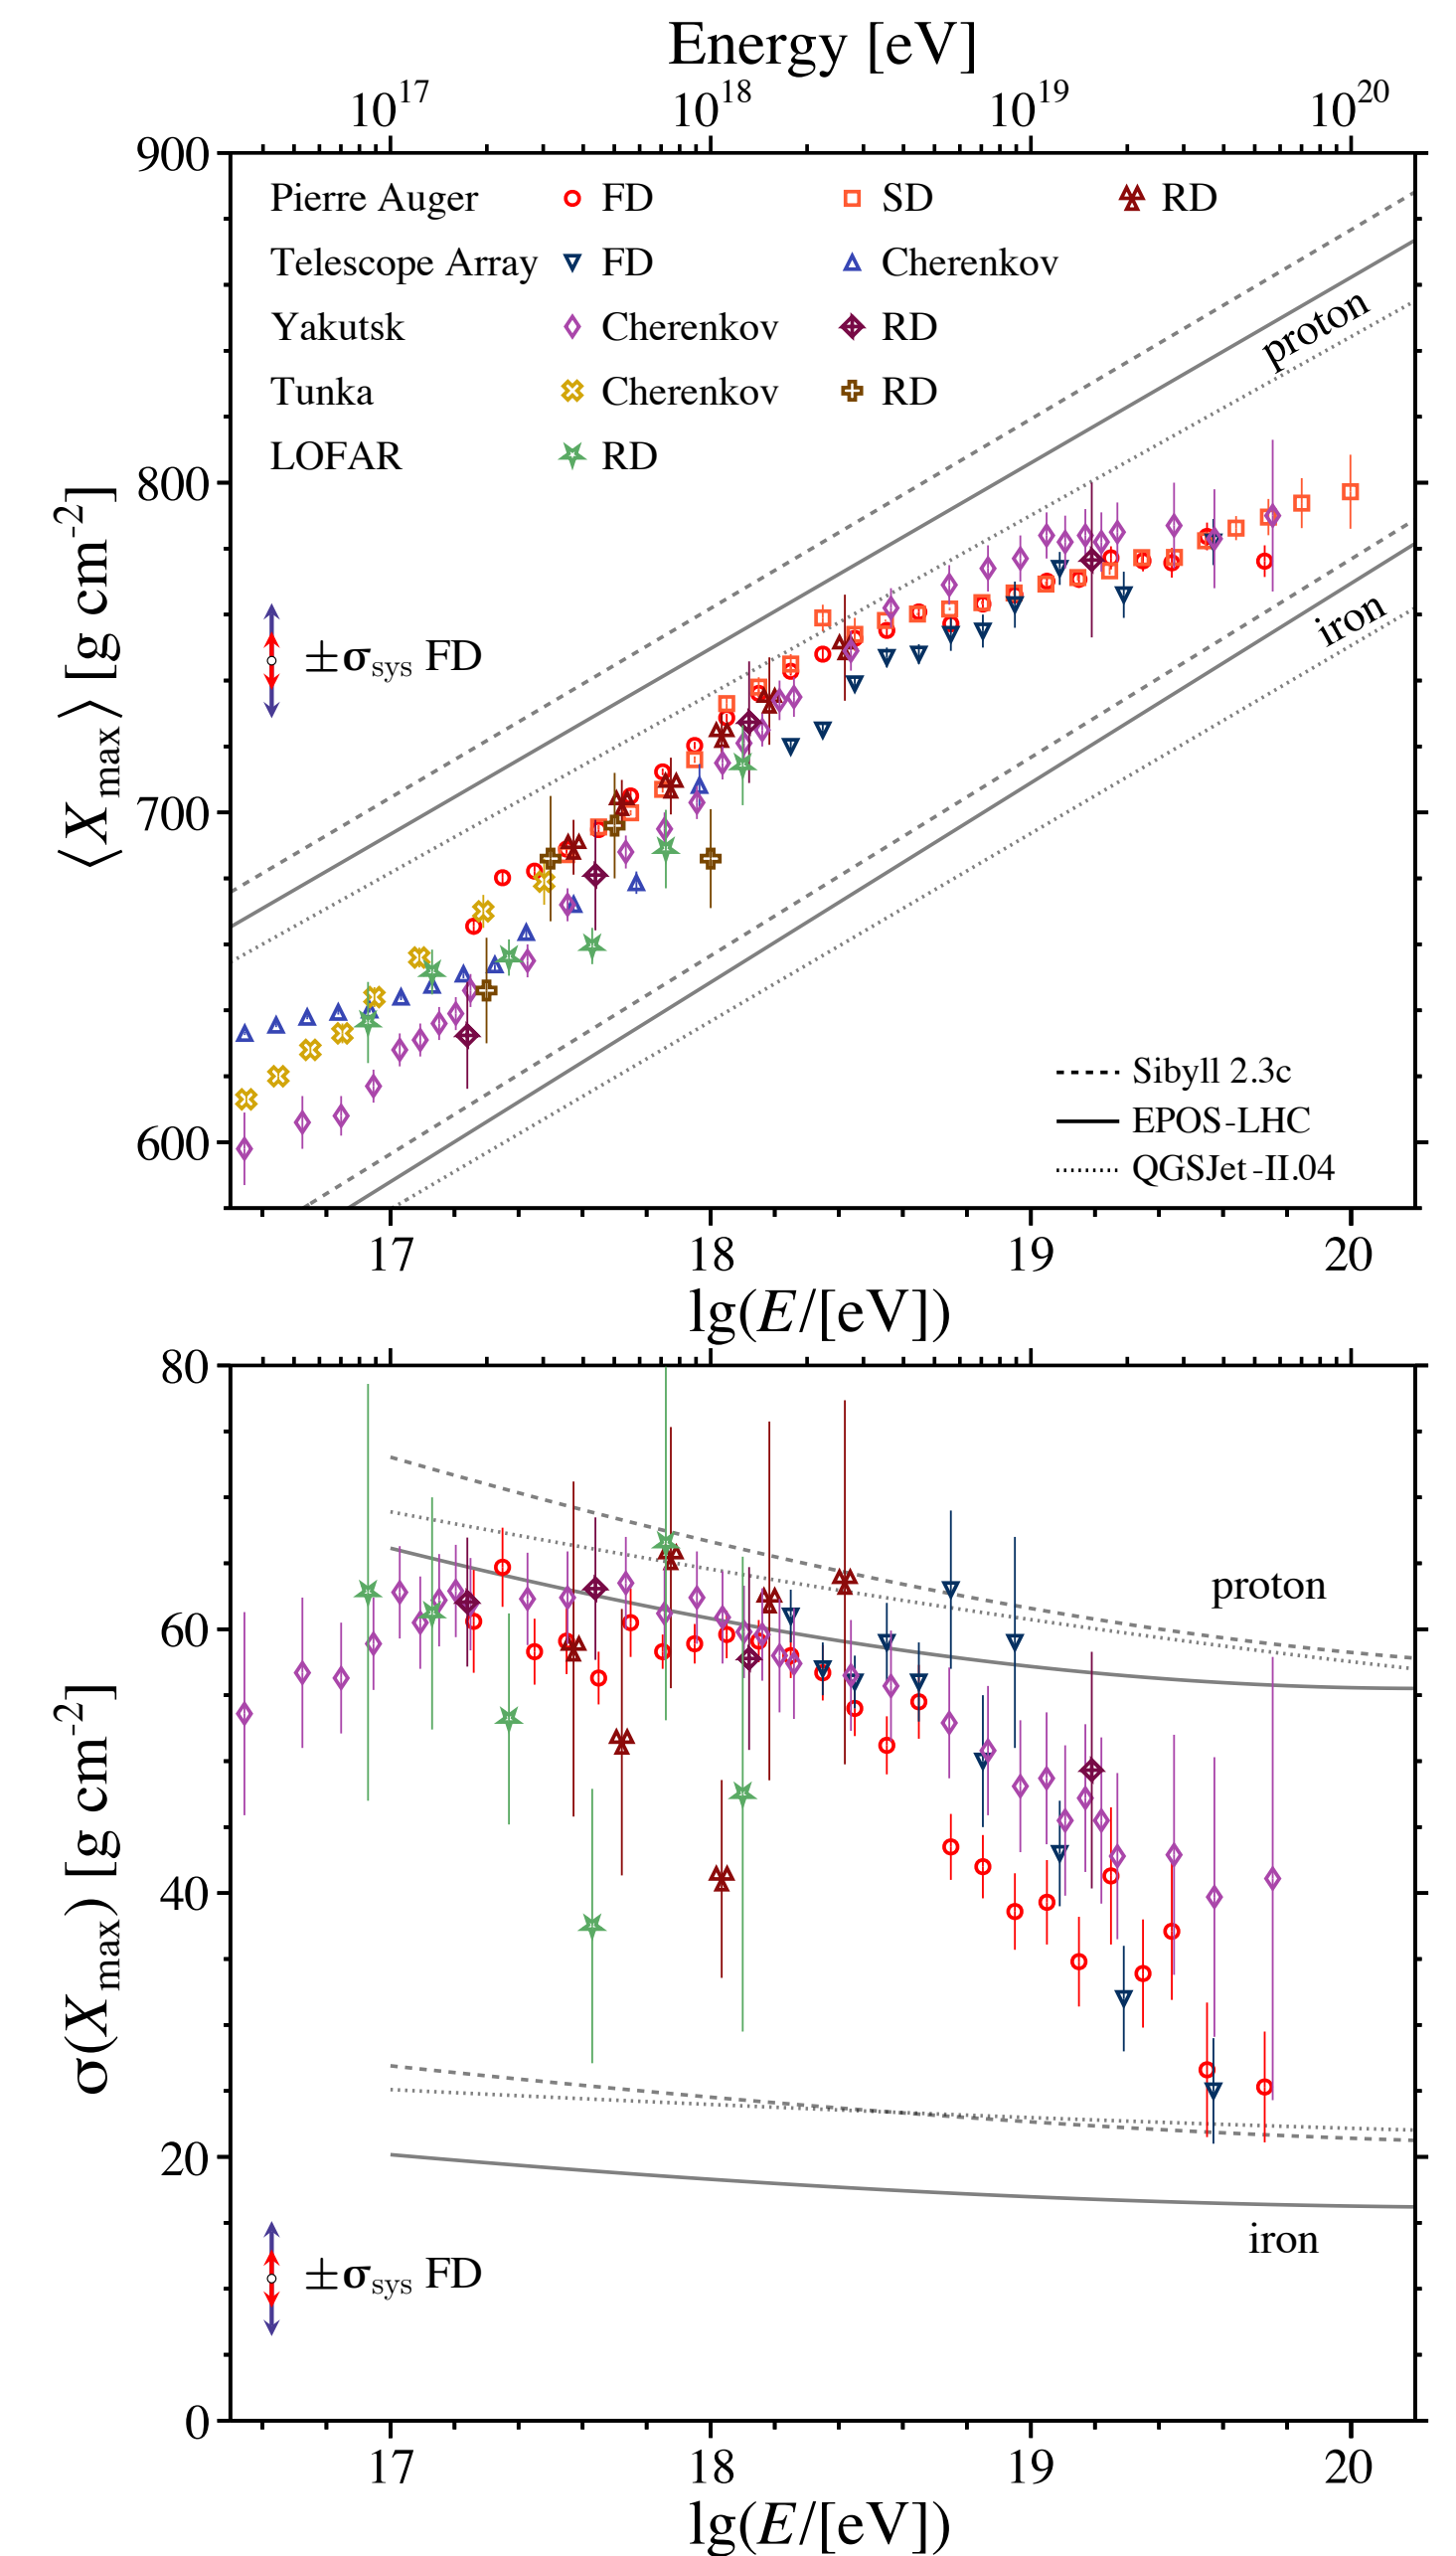 Energy [eV]
10^17 10^18 10^19 10^20
900
Pierre Auger FD SD RD
Telescope Array FD Cherenkov
Yakutsk Cherenkov RD
Tunka Cherenkov RD
LOFAR RD
proton
800
⟨X_max⟩ [g cm^-2]
iron
±σ_sys FD
700
Sibyll 2.3c
600
EPOS-LHC
QGSJet-II.04
17 18 19 20
lg(E/[eV])
80
proton
60
σ(X_max) [g cm^-2]
40
20
iron
±σ_sys FD
0
17 18 19 20
lg(E/[eV])